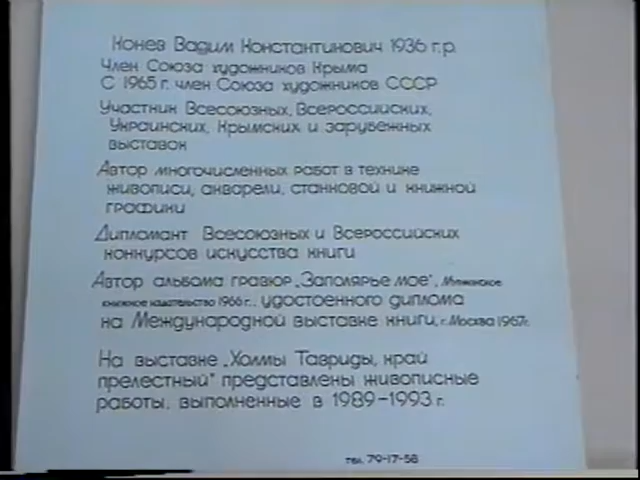 Конев Вадим Константинович 1936 г.р.
Член Союза художников Крыма
С 1965 г. член Союза художников СССР
Участник Всесоюзных, Всероссийских,
Украинских, Крымских и зарубежных
выставок
Автор многочисленных работ в технике
живописи, акварели, станковой и книжной
графики
Дипломант Всесоюзных и Всероссийских
конкурсов искусства книги
Автор альбома гравюр „Заполярье мое",
книжное издательство 1966 г., удостоенного диплома
на Международной выставке книги, г. Москва 1967г.
На выставке „Холмы Тавриды, край
прелестный" представлены живописные
работы, выполненные в 1989-1993 г.
тел. 79-17-58